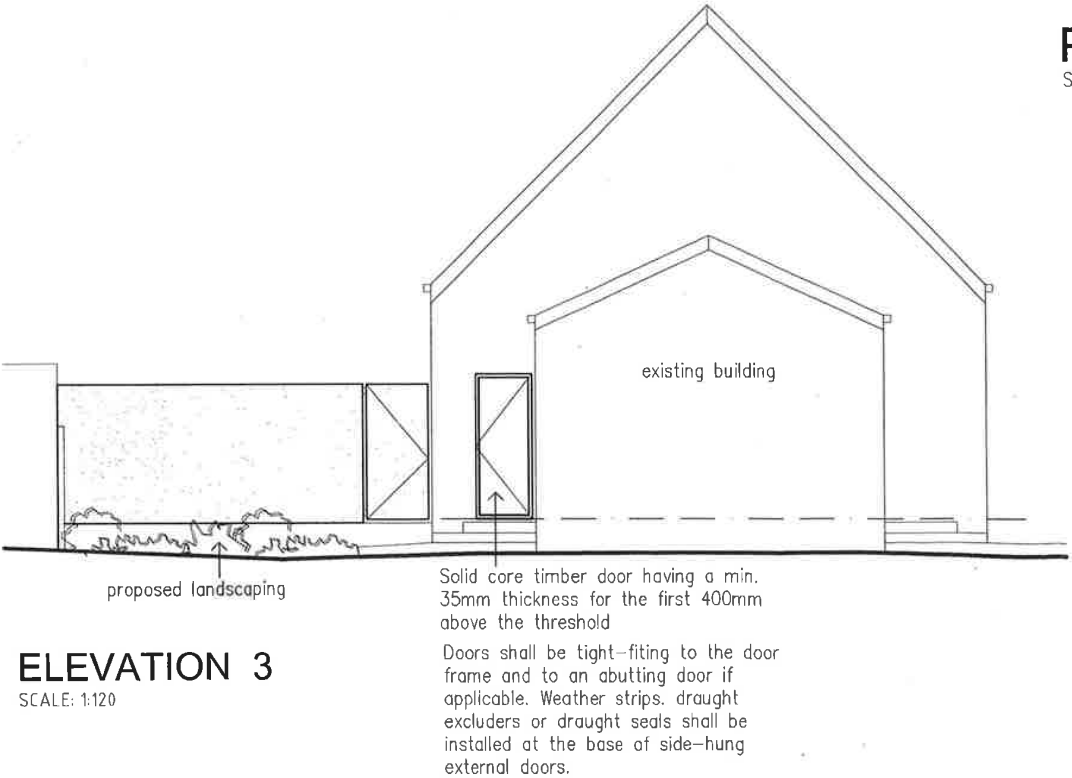 existing building
proposed landscaping
Solid core timber door having a min.
35mm thickness for the first 400mm
above the threshold
Doors shall be tight-fiting to the door
frame and to an abutting door if
applicable. Weather strips. draught
excluders or draught seals shall be
installed at the base of side-hung
external doors.
ELEVATION 3
SCALE: 1:120